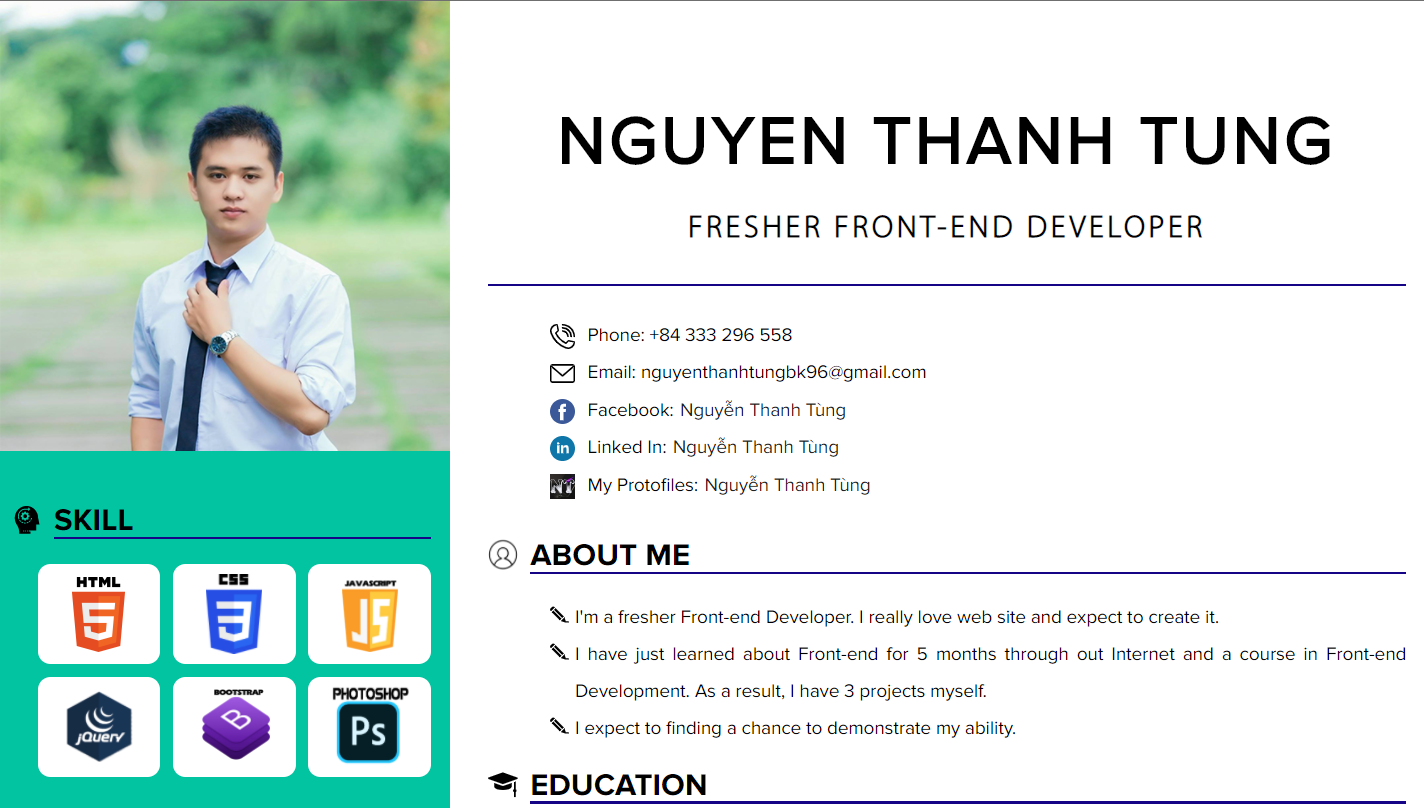 NGUYEN THANH TUNG
FRESHER FRONT-END DEVELOPER
Phone: +84 333 296 558
Email: nguyenthanhtungbk96@gmail.com
f Facebook: Nguyễn Thanh Tùng
in Linked In: Nguyễn Thanh Tùng
NT My Protofiles: Nguyễn Thanh Tùng
SKILL
HTML
5
CSS
3
JAVASCRIPT
JS
jQuery
BOOTSTRAP
B
PHOTOSHOP
Ps
ABOUT ME
I'm a fresher Front-end Developer. I really love web site and expect to create it.
I have just learned about Front-end for 5 months through out Internet and a course in Front-end
Development. As a result, I have 3 projects myself.
I expect to finding a chance to demonstrate my ability.
EDUCATION